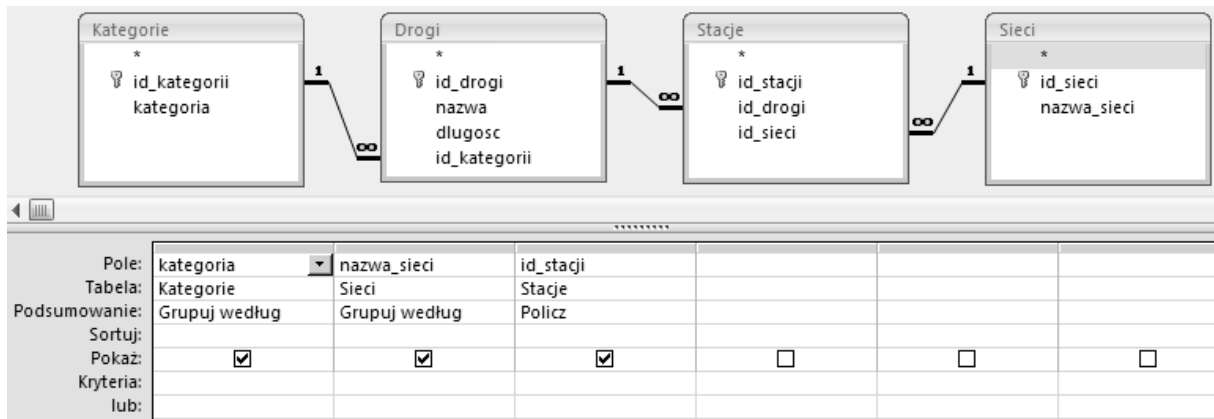 Kategorie Drogi Stacje Sieci
* * * *
id_kategorii 1 id_drogi 1 id_stacji 1 id_sieci
kategoria nazwa ∞ id_drogi nazwa_sieci
dlugosc id_sieci ∞
∞ id_kategorii
Pole: kategoria nazwa_sieci id_stacji
Tabela: Kategorie Sieci Stacje
Podsumowanie: Grupuj według Grupuj według Policz
Sortuj:
Pokaż:
Kryteria:
lub: